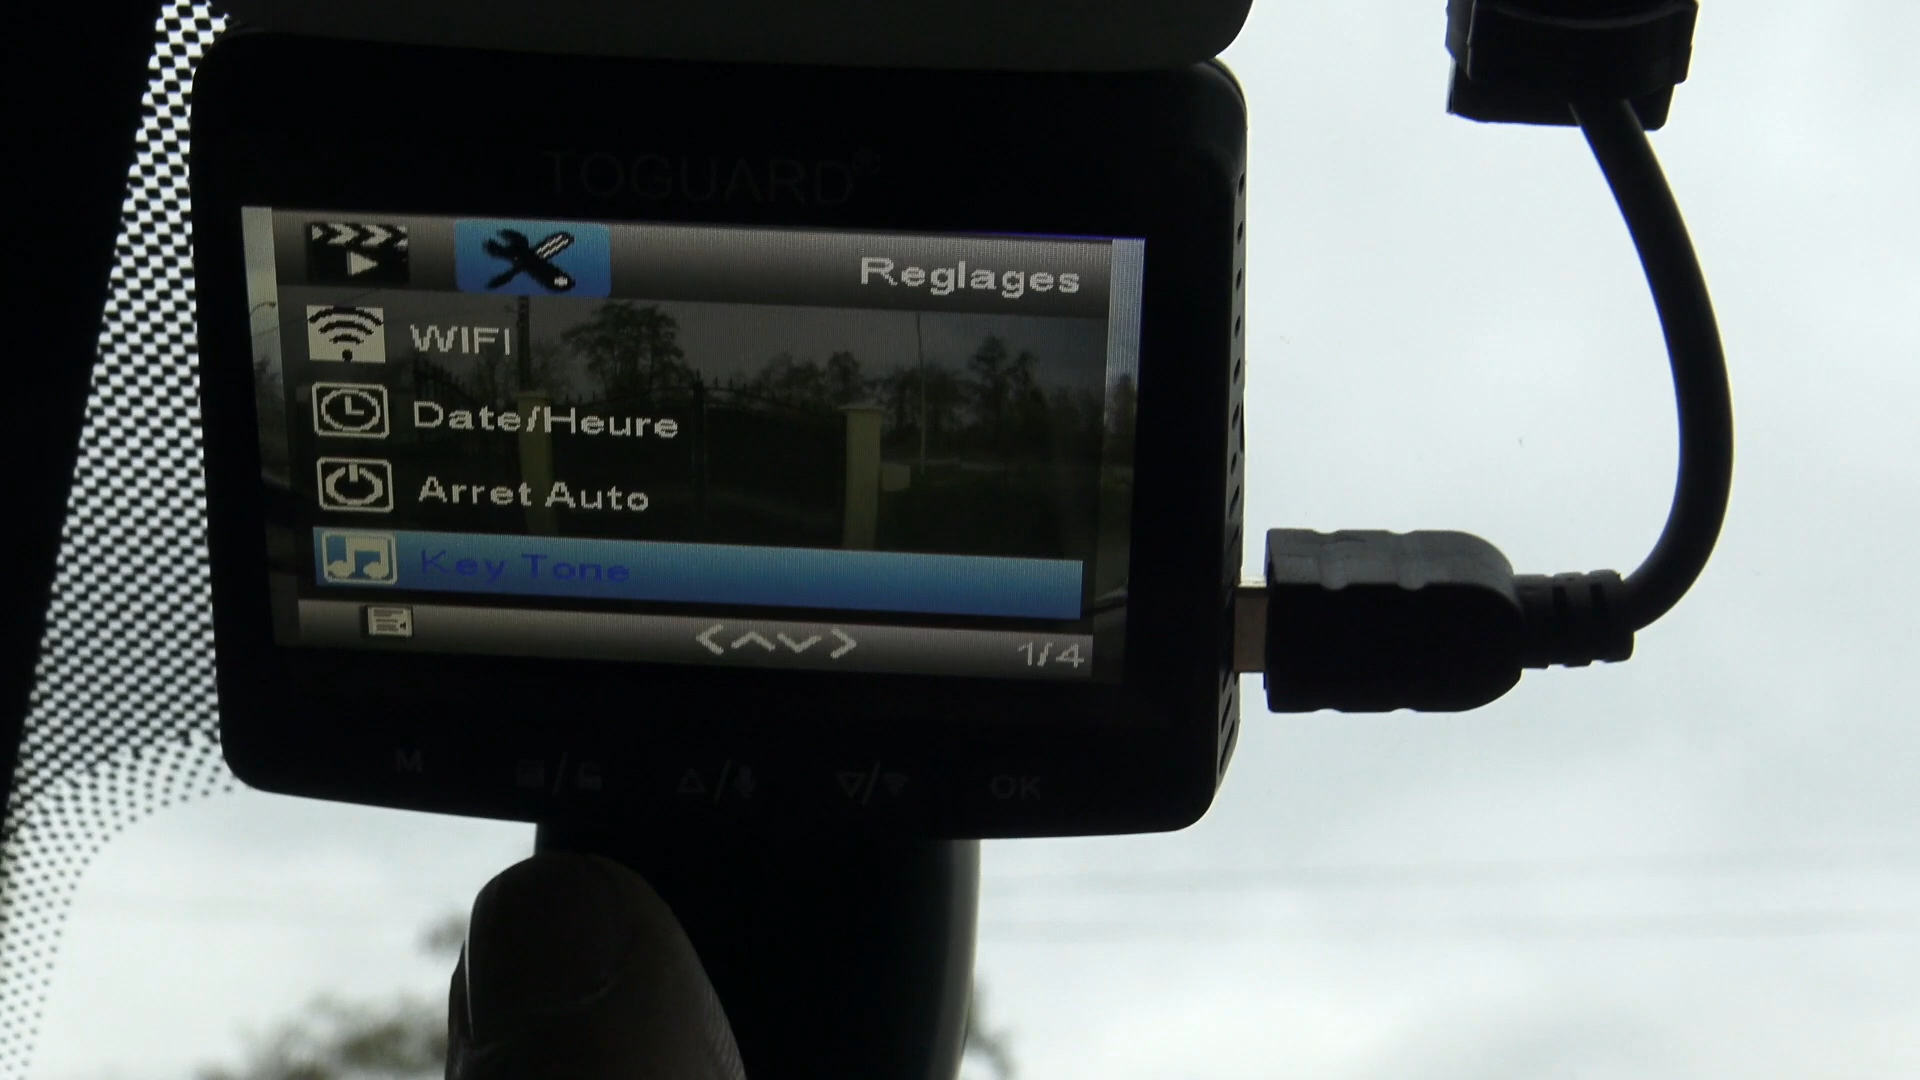 TOGUARD®
Reglages
WIFI
Date/Heure
Arret Auto
Key Tone
1/4
M
OK